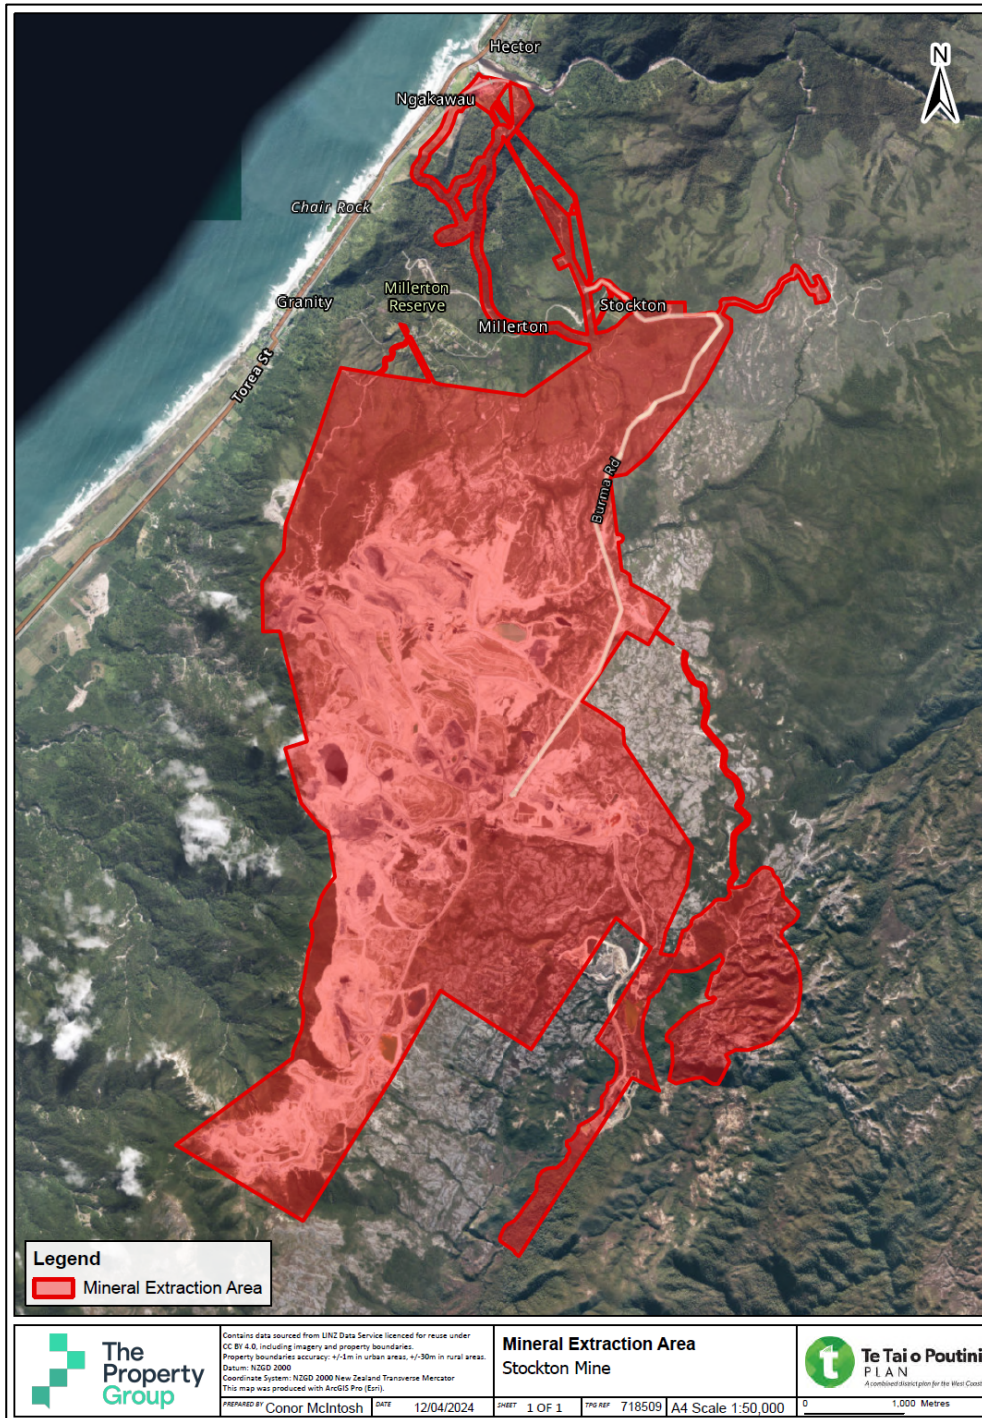 Hector
N
Ngakawau
Chair Rock
Millerton
Reserve
Granity
Stockton
Millerton
Torea St
Burma Rd
Legend
Mineral Extraction Area
The
Property
Group
Contains data sourced from LINZ Data Service licenced for reuse under
CC BY 4.0, including imagery and property boundaries.
Property boundaries accuracy: +/-1m in urban areas, +/-30m in rural areas.
Datum: NZGD 2000
Coordinate System: NZGD 2000 New Zealand Transverse Mercator
This map was produced with ArcGIS Pro (Esri).
PREPARED BY Conor McIntosh DATE 12/04/2024
Mineral Extraction Area
Stockton Mine
SHEET 1 OF 1 TPG REF 718509 A4 Scale 1:50,000
t
Te Tai o Poutini
PLAN
A combined district plan for the West Coast
0 1,000 Metres